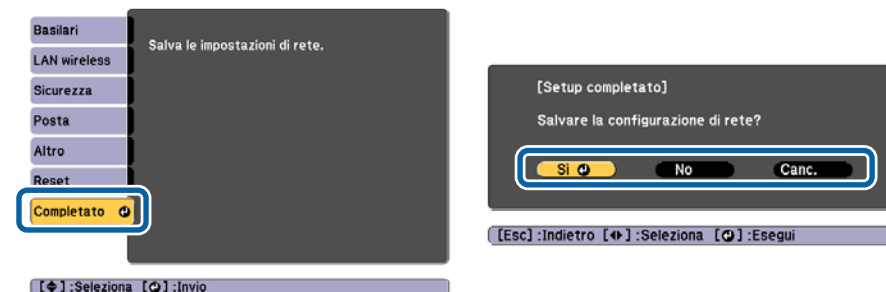 Basilari
LAN wireless
Sicurezza
Posta
Altro
Reset
Completato
Salva le impostazioni di rete.
[◆] :Seleziona [↵] :Invio
[Setup completato]
Salvare la configurazione di rete?
Sì No Canc.
[Esc] :Indietro [◀▶] :Seleziona [↵] :Esegui